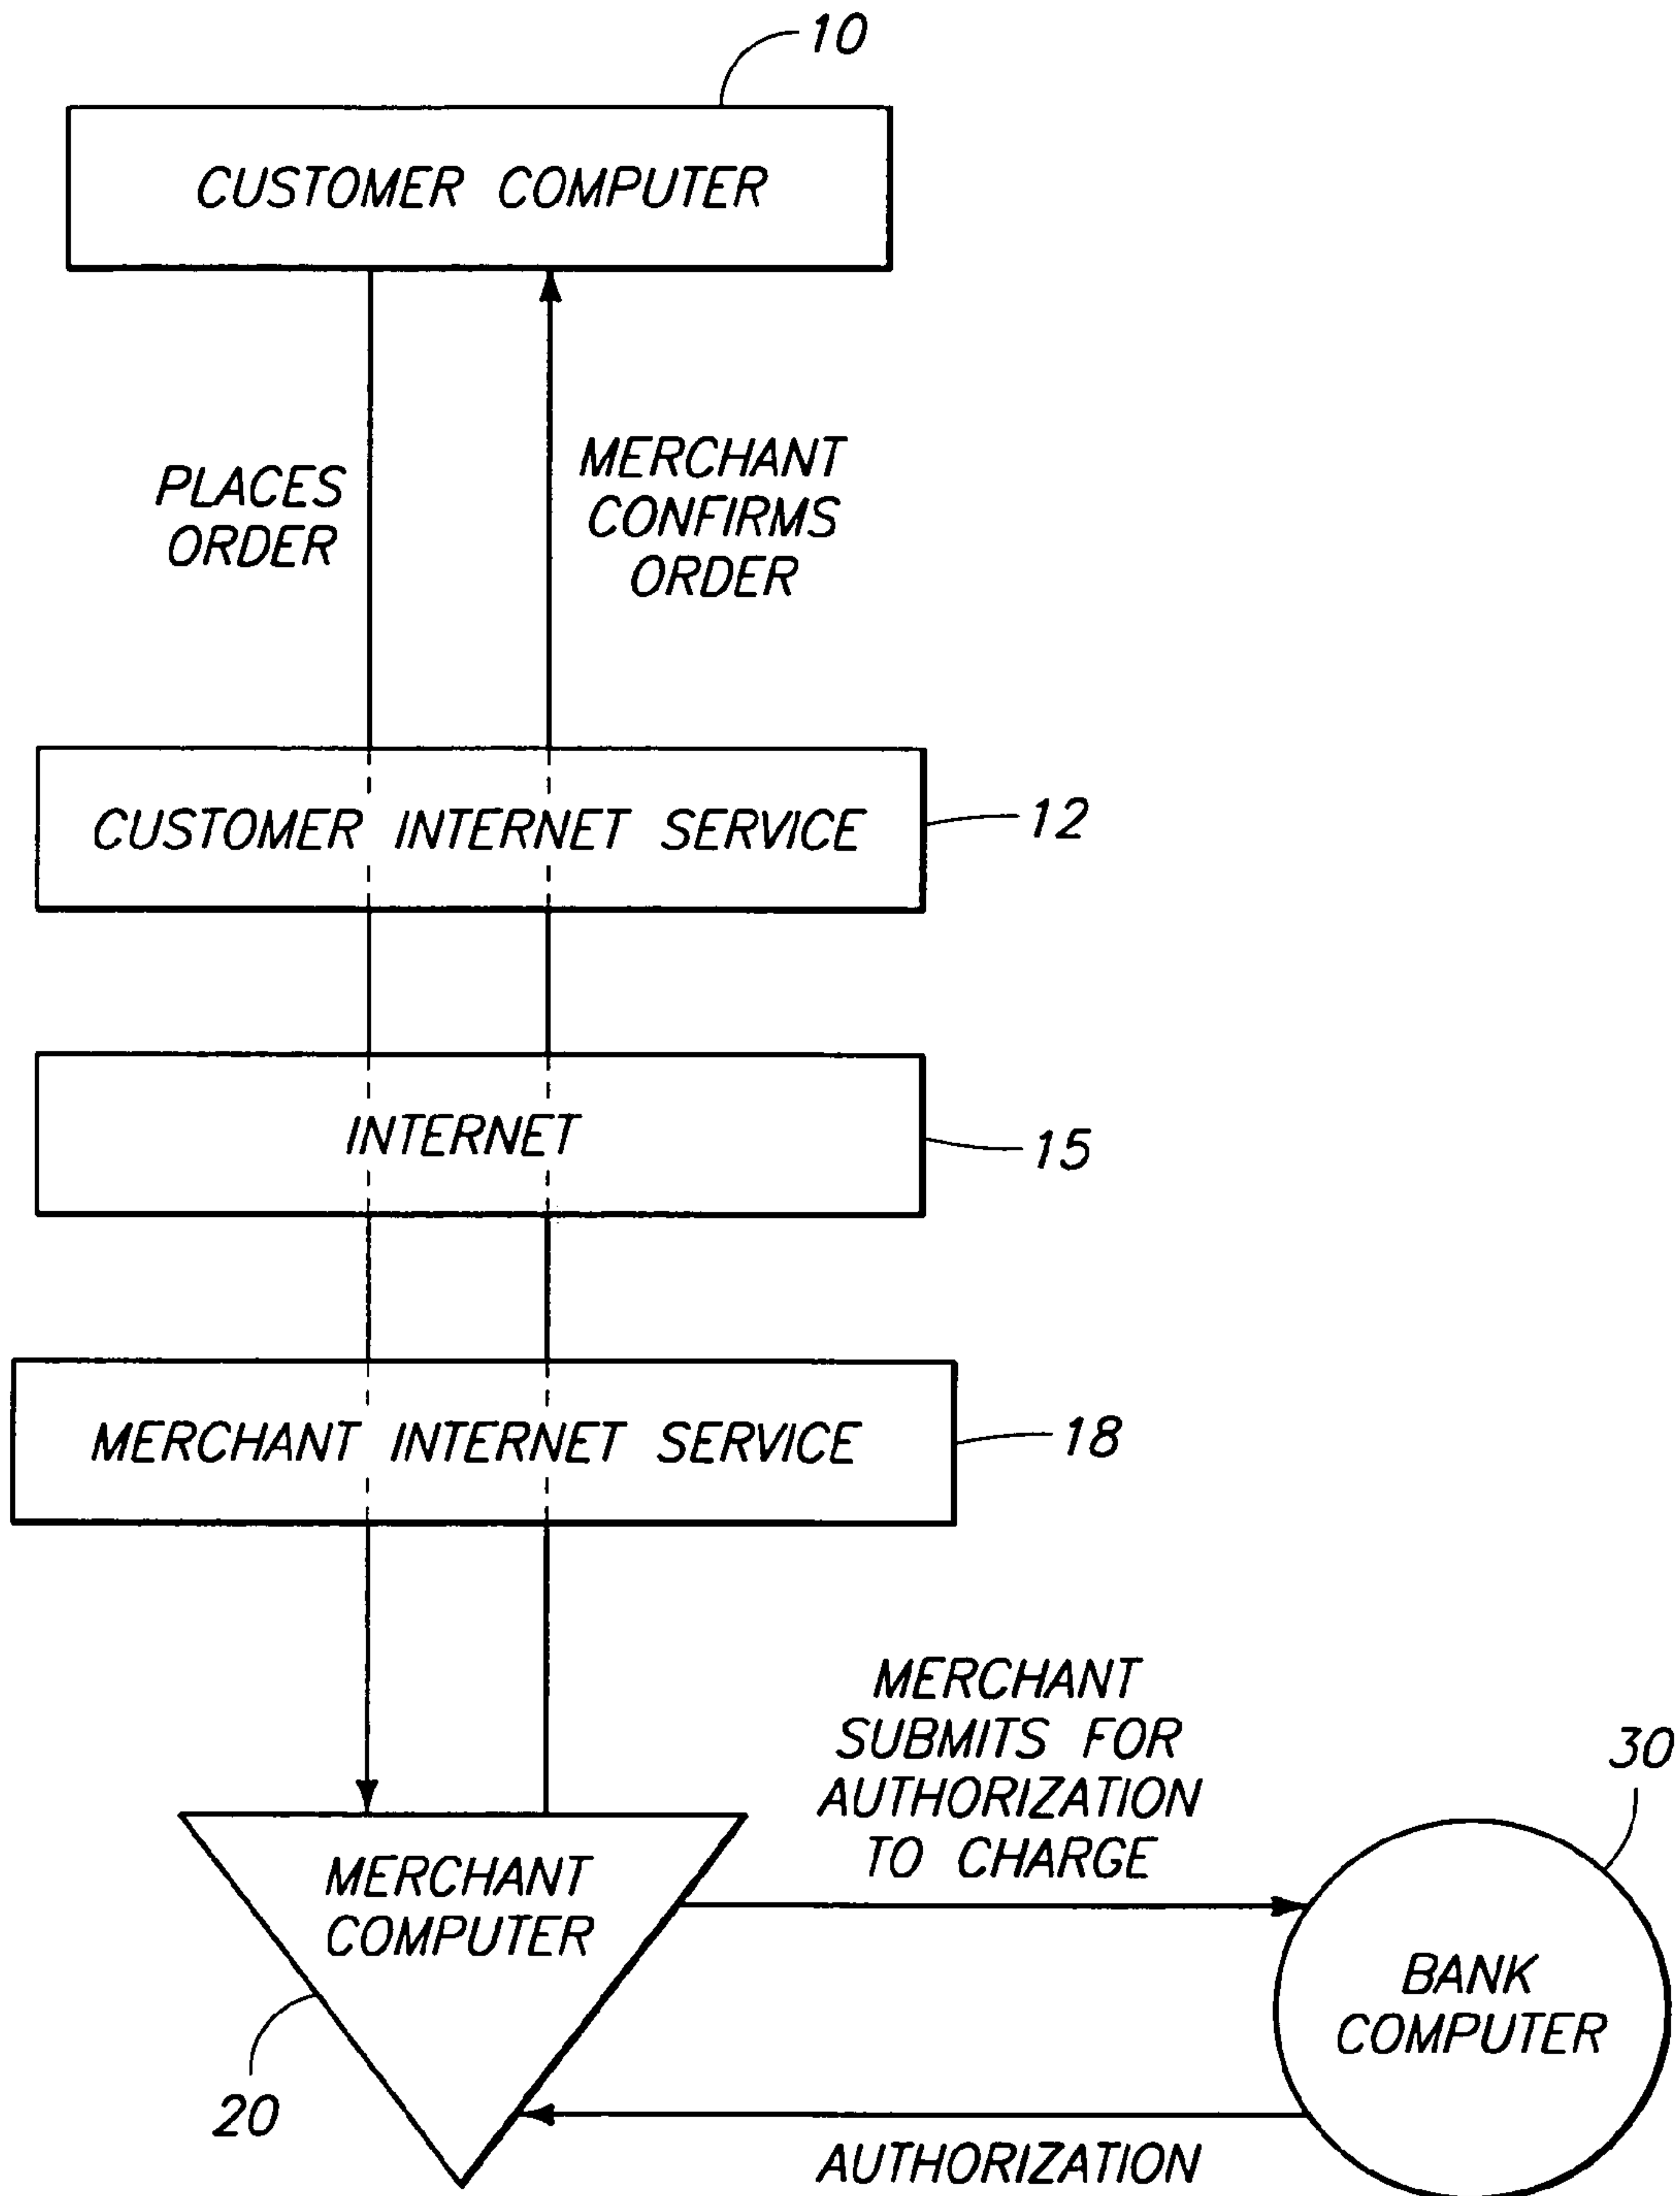 10
CUSTOMER COMPUTER
PLACES
ORDER
MERCHANT
CONFIRMS
ORDER
CUSTOMER INTERNET SERVICE
12
INTERNET
15
MERCHANT INTERNET SERVICE
18
MERCHANT
SUBMITS FOR
AUTHORIZATION
TO CHARGE
30
MERCHANT
COMPUTER
BANK
COMPUTER
20
AUTHORIZATION